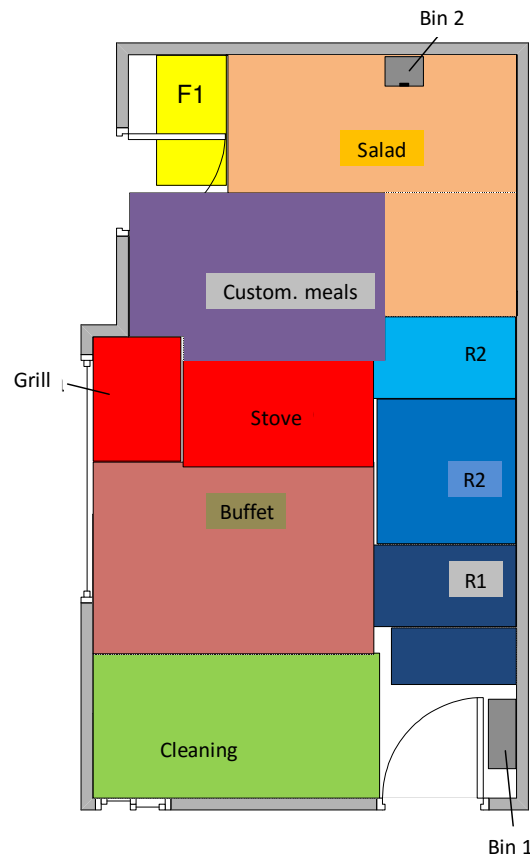 Bin 2
F1
Salad
Custom. meals
R2
Grill
Stove
R2
Buffet
R1
Cleaning
Bin 1